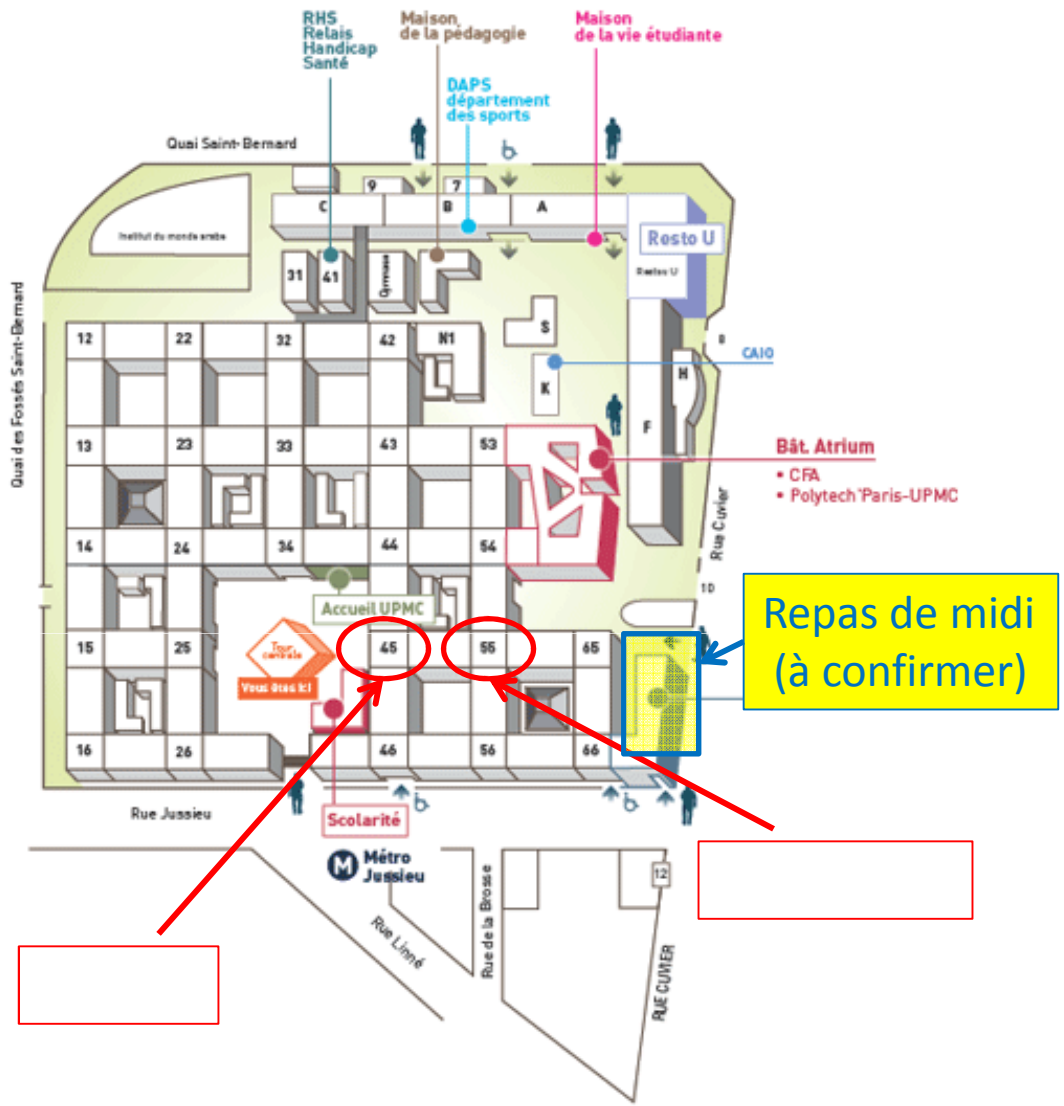 RHS
Relais
Handicap
Santé
Maison
de la pédagogie
Maison
de la vie étudiante
DAPS
département
des sports
Quai Saint-Bernard
9
7
C
B
A
Institut du monde arabe
Resto U
Restos U
31
41
Gymnase
Quai des Fossés Saint-Bernard
12
22
32
42
N1
S
8
CAIO
K
H
F
13
23
33
43
53
Bât. Atrium
• CFA
• Polytech'Paris-UPMC
Rue Cuvier
14
24
34
44
54
10
Accueil UPMC
Repas de midi
(à confirmer)
15
25
Tour
centrale
Vous êtes ici
45
55
65
16
26
46
56
66
Rue Jussieu
Scolarité
M
Métro
Jussieu
12
Rue Linné
Rue de la Brosse
RUE CUVIER